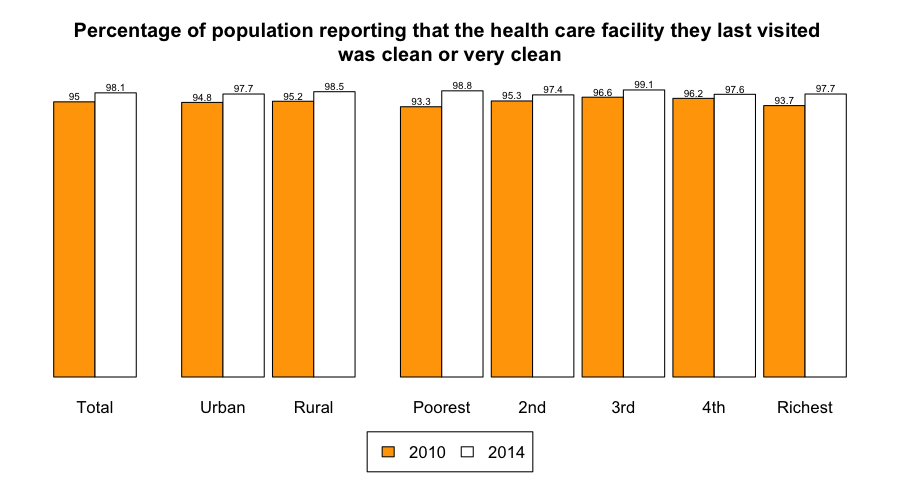 Percentage of population reporting that the health care facility they last visited
was clean or very clean
95 98.1 94.8 97.7 95.2 98.5 93.3 98.8 95.3 97.4 96.6 99.1 96.2 97.6 93.7 97.7
Total Urban Rural Poorest 2nd 3rd 4th Richest
2010 2014